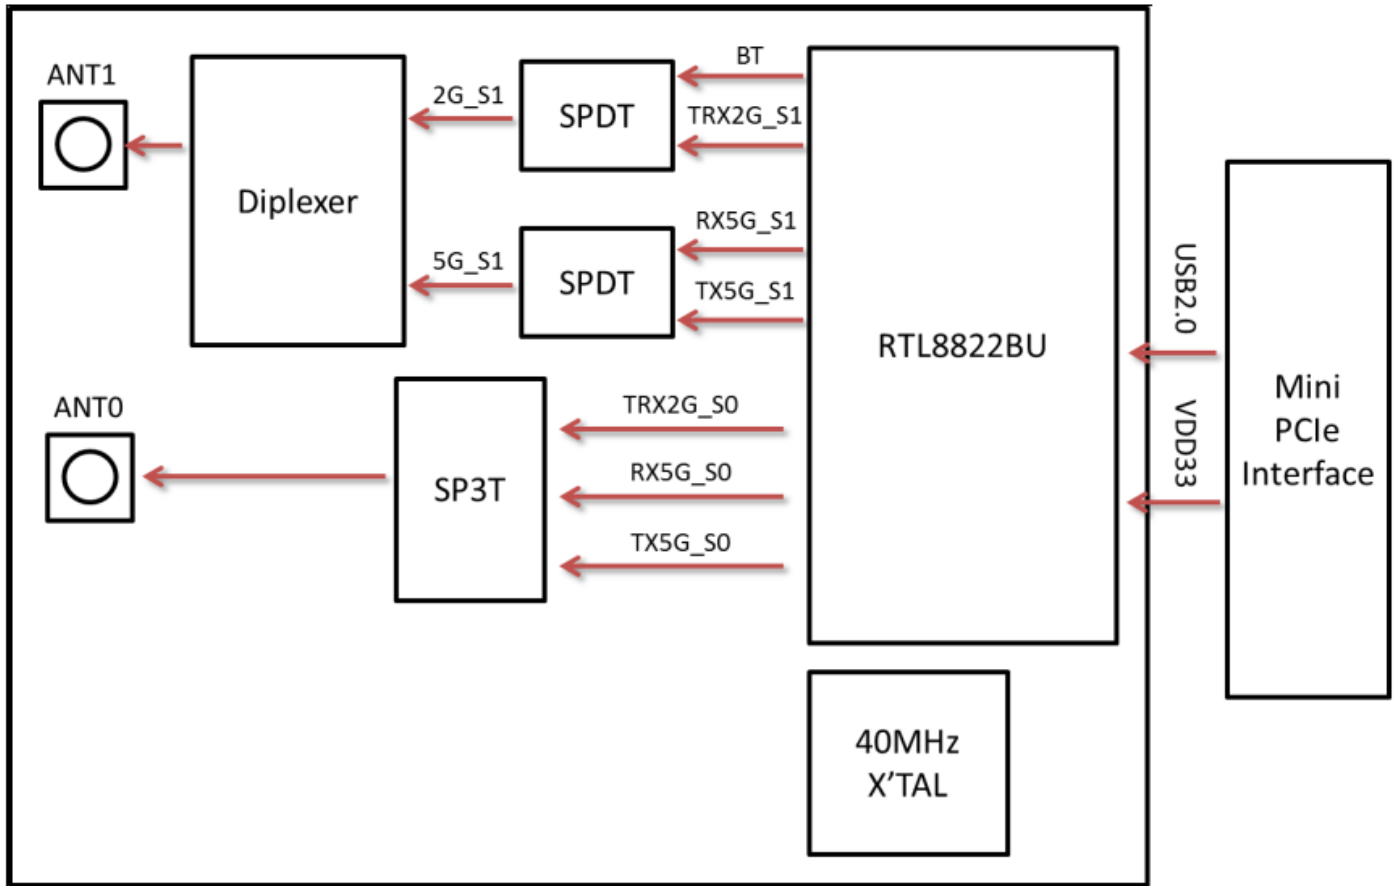 ANT1
Diplexer
2G_S1
5G_S1
SPDT
SPDT
BT
TRX2G_S1
RX5G_S1
TX5G_S1
RTL8822BU
USB2.0
VDD33
Mini
PCIe
Interface
ANT0
SP3T
TRX2G_S0
RX5G_S0
TX5G_S0
40MHz
X'TAL